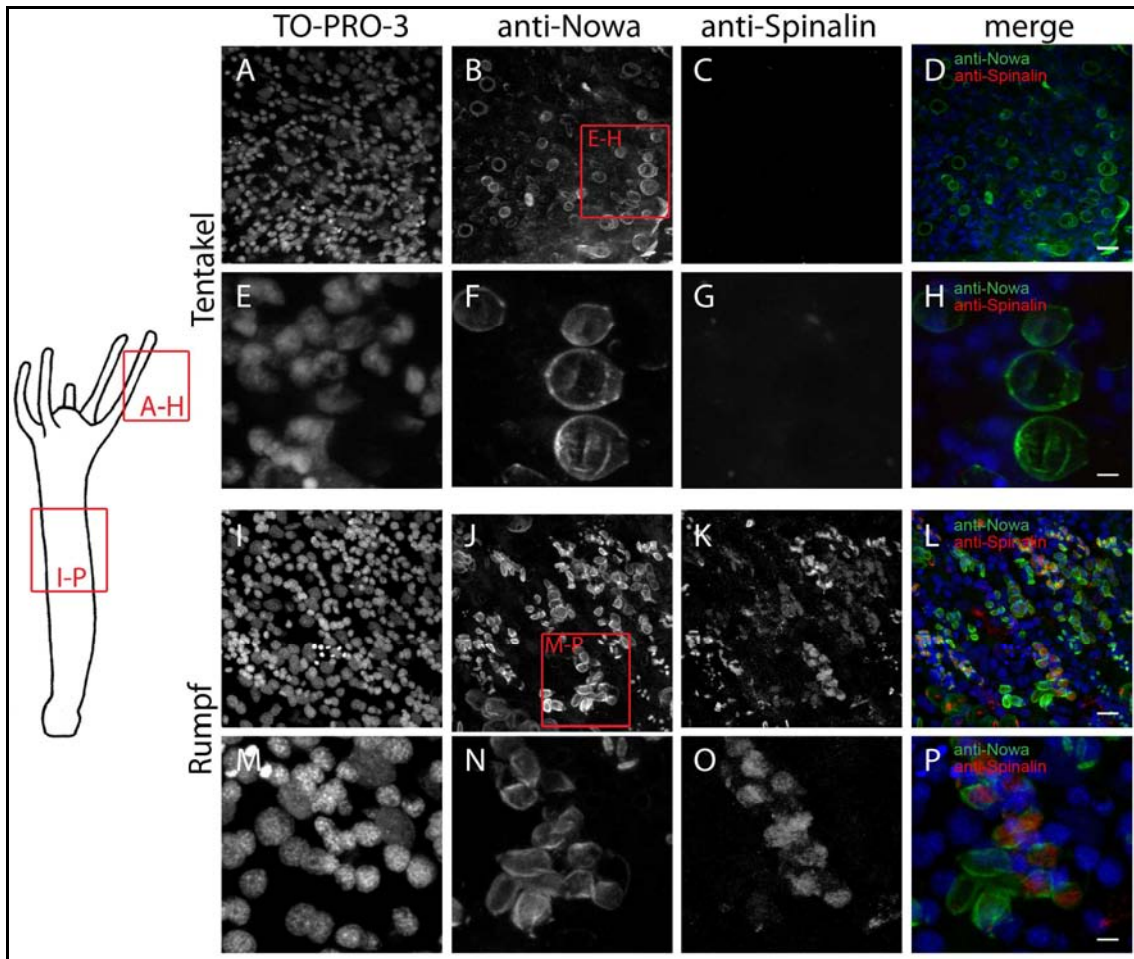 TO-PRO-3 anti-Nowa anti-Spinalin merge
Tentakel
A B C D anti-Nowa
anti-Spinalin
E-H
E F G H anti-Nowa
anti-Spinalin
A-H
Rumpf
I J K L anti-Nowa
anti-Spinalin
I-P
M-P
M N O P anti-Nowa
anti-Spinalin